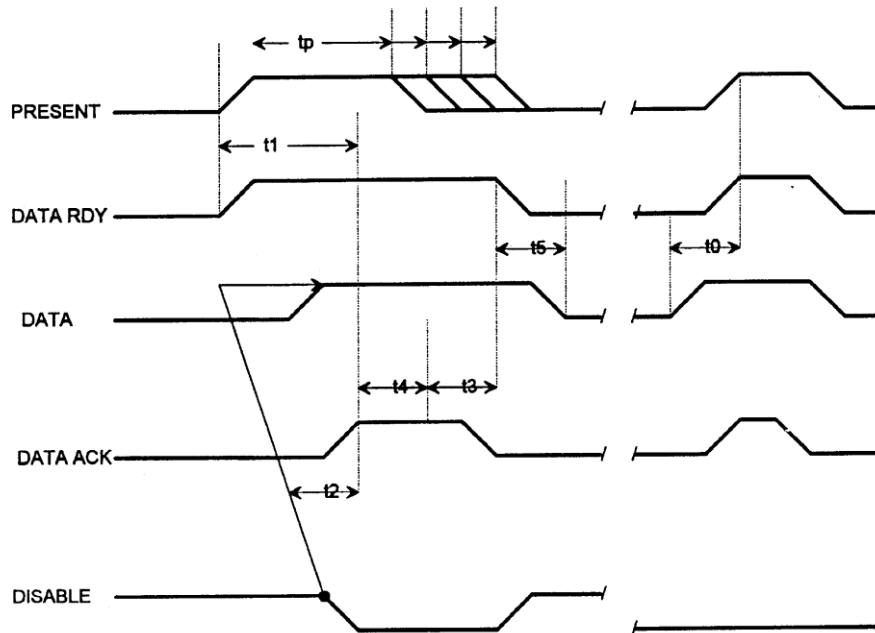 tp
PRESENT
t1
DATA RDY
t5
t0
DATA
t4
t3
DATA ACK
t2
DISABLE